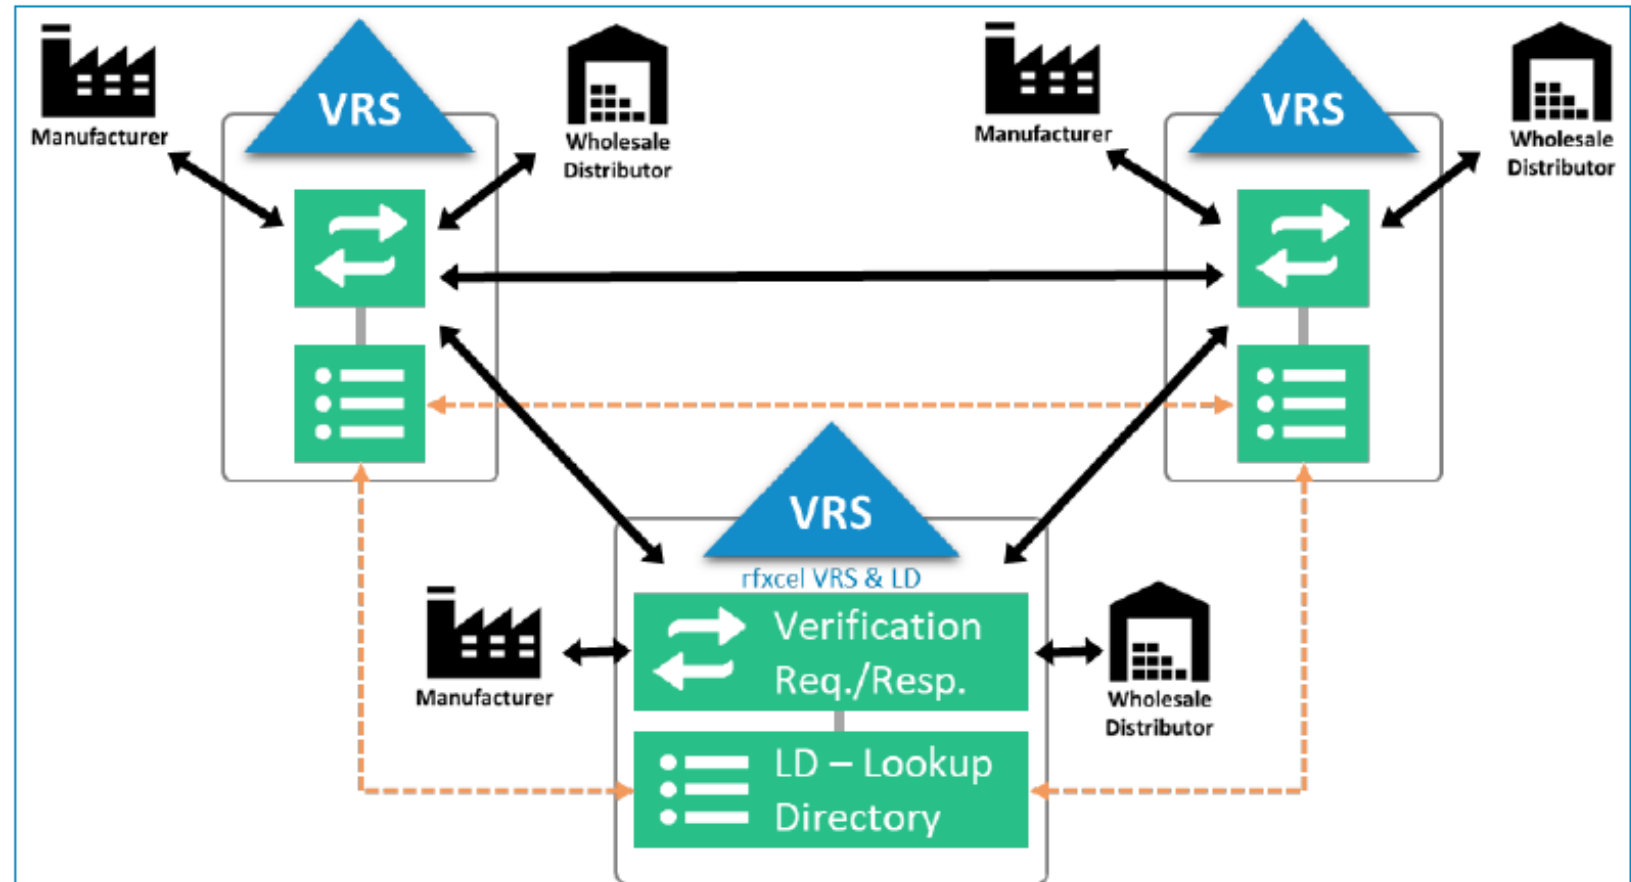 VRS
Manufacturer
Wholesale
Distributor
VRS
Manufacturer
Wholesale
Distributor
VRS
rfxcel VRS & LD
Manufacturer
Verification
Req./Resp.
Wholesale
Distributor
LD – Lookup
Directory